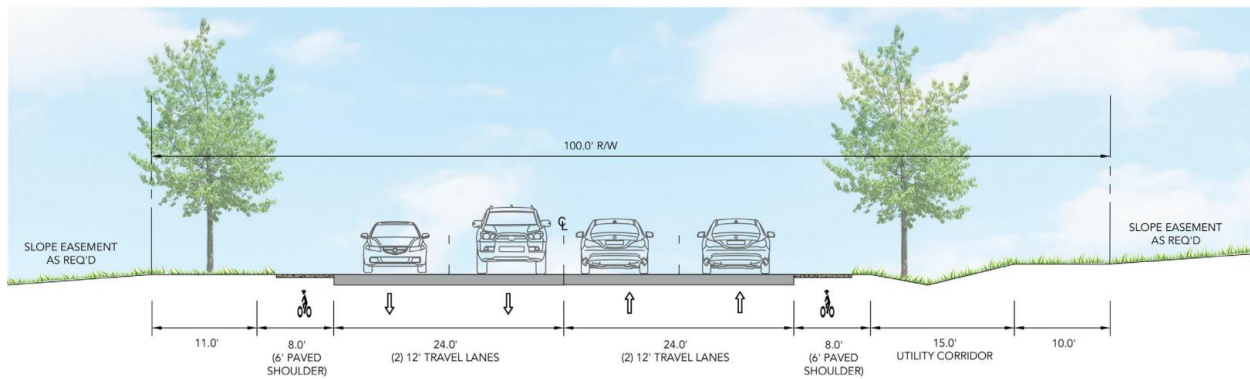 100.0' R/W
℄
SLOPE EASEMENT
AS REQ'D
SLOPE EASEMENT
AS REQ'D
11.0'
8.0'
(6' PAVED
SHOULDER)
24.0'
(2) 12' TRAVEL LANES
24.0'
(2) 12' TRAVEL LANES
8.0'
(6' PAVED
SHOULDER)
15.0'
UTILITY CORRIDOR
10.0'